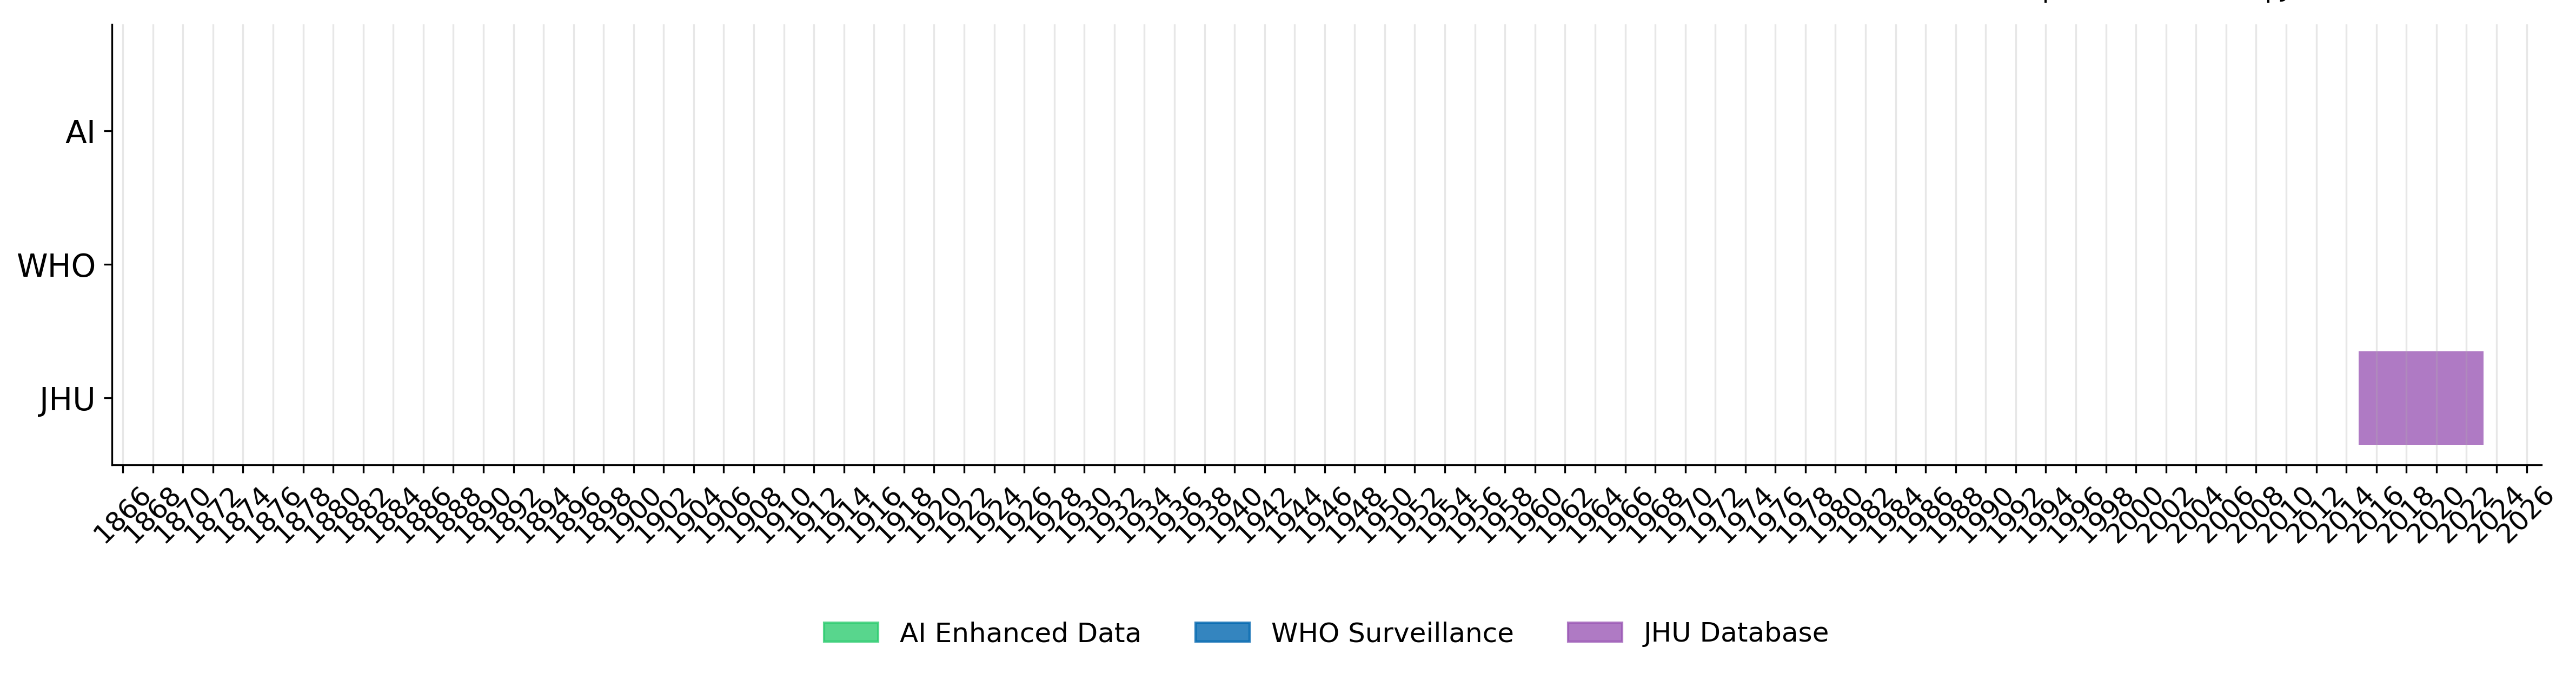 AI
WHO
JHU
1866 1868 1870 1872 1874 1876 1878 1880 1882 1884 1886 1888 1890 1892 1894 1896 1898 1900 1902 1904 1906 1908 1910 1912 1914 1916 1918 1920 1922 1924 1926 1928 1930 1932 1934 1936 1938 1940 1942 1944 1946 1948 1950 1952 1954 1956 1958 1960 1962 1964 1966 1968 1970 1972 1974 1976 1978 1980 1982 1984 1986 1988 1990 1992 1994 1996 1998 2000 2002 2004 2006 2008 2010 2012 2014 2016 2018 2020 2022 2024 2026
AI Enhanced Data WHO Surveillance JHU Database